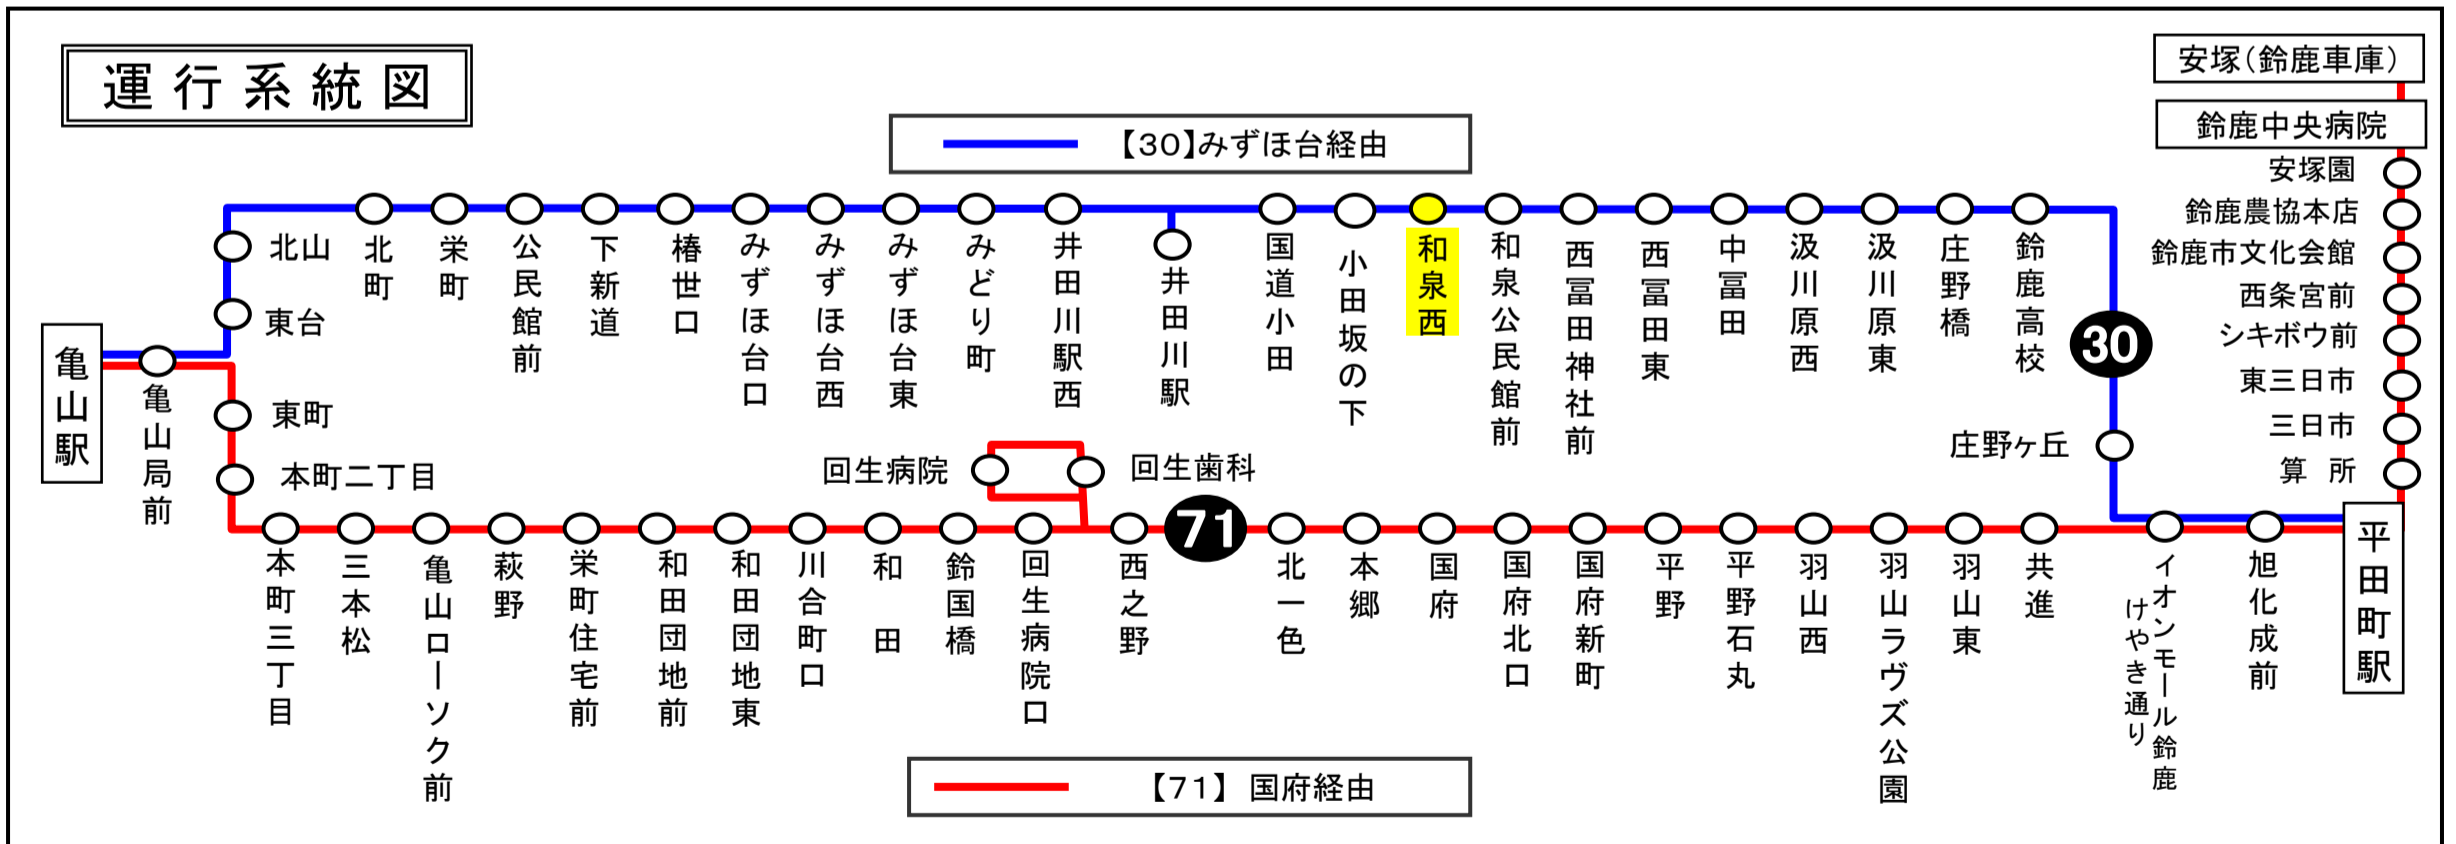 運行系統図
【30】みずほ台経由
安塚(鈴鹿車庫)
鈴鹿中央病院
安塚園
鈴鹿農協本店
鈴鹿市文化会館
西条宮前
シキボウ前
東三日市
三日市
算 所
平田町駅
亀山駅
亀山局前
東台
北山
北町
栄町
公民館前
下新道
椿世口
みずほ台口
みずほ台西
みずほ台東
みどり町
井田川駅西
井田川駅
国道小田
小田坂の下
和泉西
和泉公民館前
西冨田神社前
西冨田東
中冨田
汲川原西
汲川原東
庄野橋
鈴鹿高校
30
庄野ヶ丘
東町
本町二丁目
本町三丁目
三本松
亀山ローソク前
萩野
栄町住宅前
和田団地前
和田団地東
川合町口
和 田
鈴国橋
回生病院口
回生病院
回生歯科
西之野
71
北一色
本郷
国府
国府北口
国府新町
平野
平野石丸
羽山西
羽山ラヴズ公園
羽山東
共進
イオンモール鈴鹿
けやき通り
旭化成前
【71】 国府経由